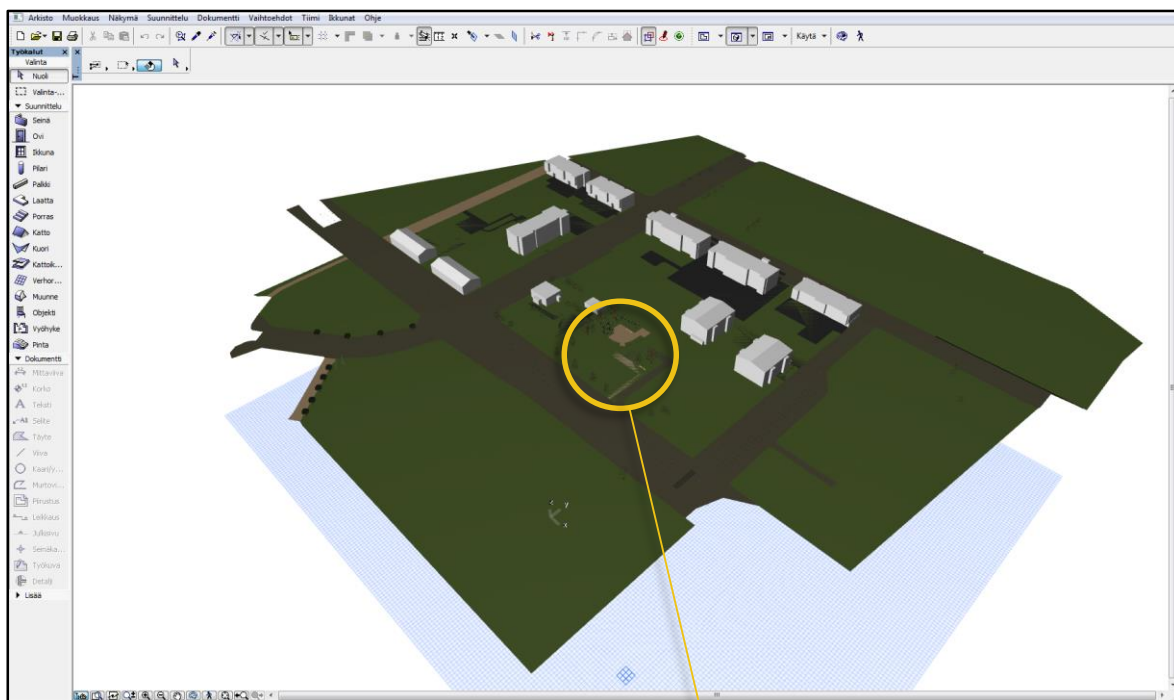 Arkisto Muokkaus Näkymä Suunnittelu Dokumentti Vaihtoehdot Tiimi Ikkunat Ohje
Käytä
Työkalut
Valinta
Nuoli
Valinta-...
Suunnittelu
Seinä
Ovi
Ikkuna
Pilari
Palkki
Laatta
Porras
Katto
Kuori
Kattoik...
Verhor...
Muunne
Objekti
Vyöhyke
Pinta
Dokumentti
Mittaviiva
Korko
A Teksti
A1 Selite
Täyte
Viiva
Kaari/y...
Murtovi...
Piirustus
Leikkaus
Julkisivu
Seinäka...
Työkuva
Detalji
Lisää
y
x